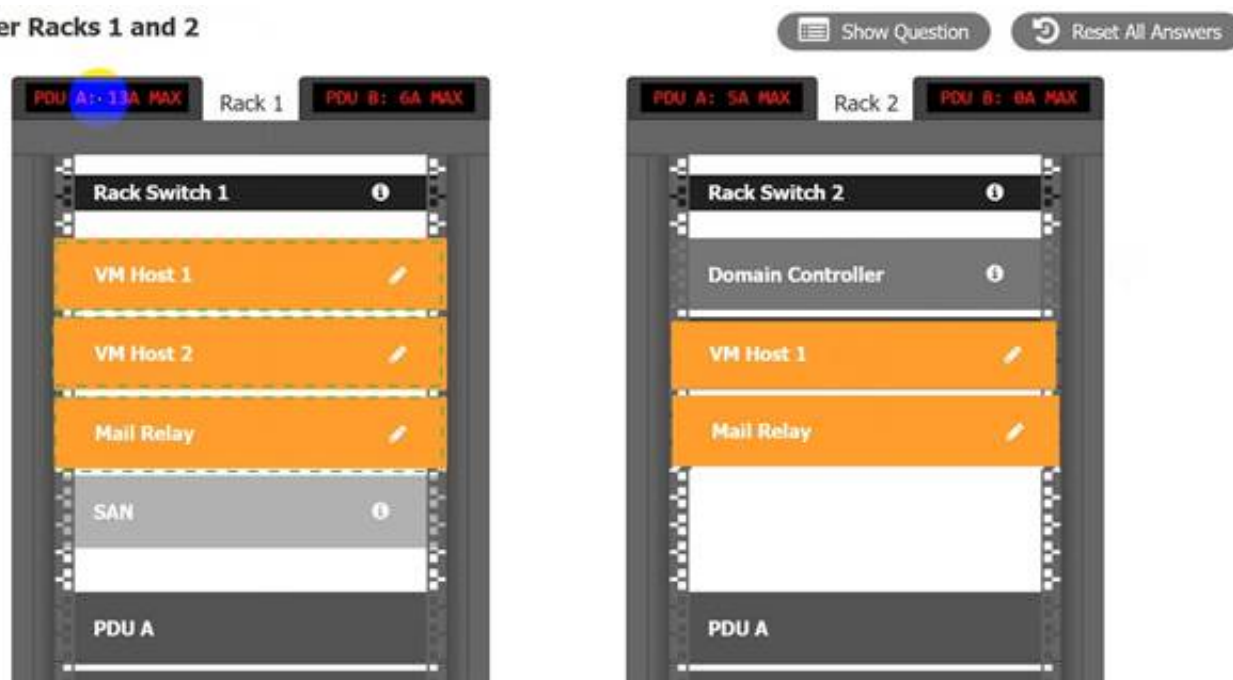 er Racks 1 and 2
Show Question
Reset All Answers
PDU A: 13A MAX
Rack 1
PDU B: 6A MAX
Rack Switch 1
VM Host 1
VM Host 2
Mail Relay
SAN
PDU A
PDU A: 5A MAX
Rack 2
PDU B: 0A MAX
Rack Switch 2
Domain Controller
VM Host 1
Mail Relay
PDU A